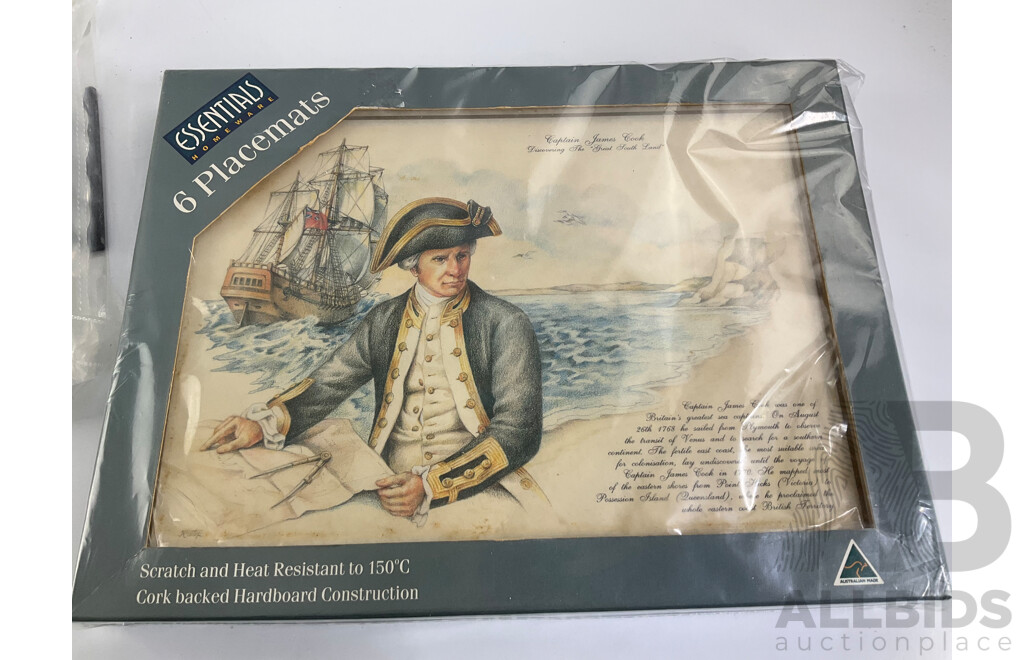 ESSENTIALS
HOMEWARE
6 Placemats
Captain James Cook
Discovering The "Great South Land"
Captain James Cook was one of
Britain's greatest sea captains. On August
26th 1768 he sailed from Plymouth to observe
the transit of Venus and to search for a southern
continent. The fertile east coast, the most suitable
for colonisation, lay undiscovered until the voyage
Captain James Cook in He mapped
of the eastern shores from Point Hicks (Victoria) to
Possession Island (Queensland), where he proclaimed the
whole eastern coast British Territory
Scratch and Heat Resistant to 150°C
Cork backed Hardboard Construction
AUSTRALIAN MADE
B
ALLBIDS
auctionplace